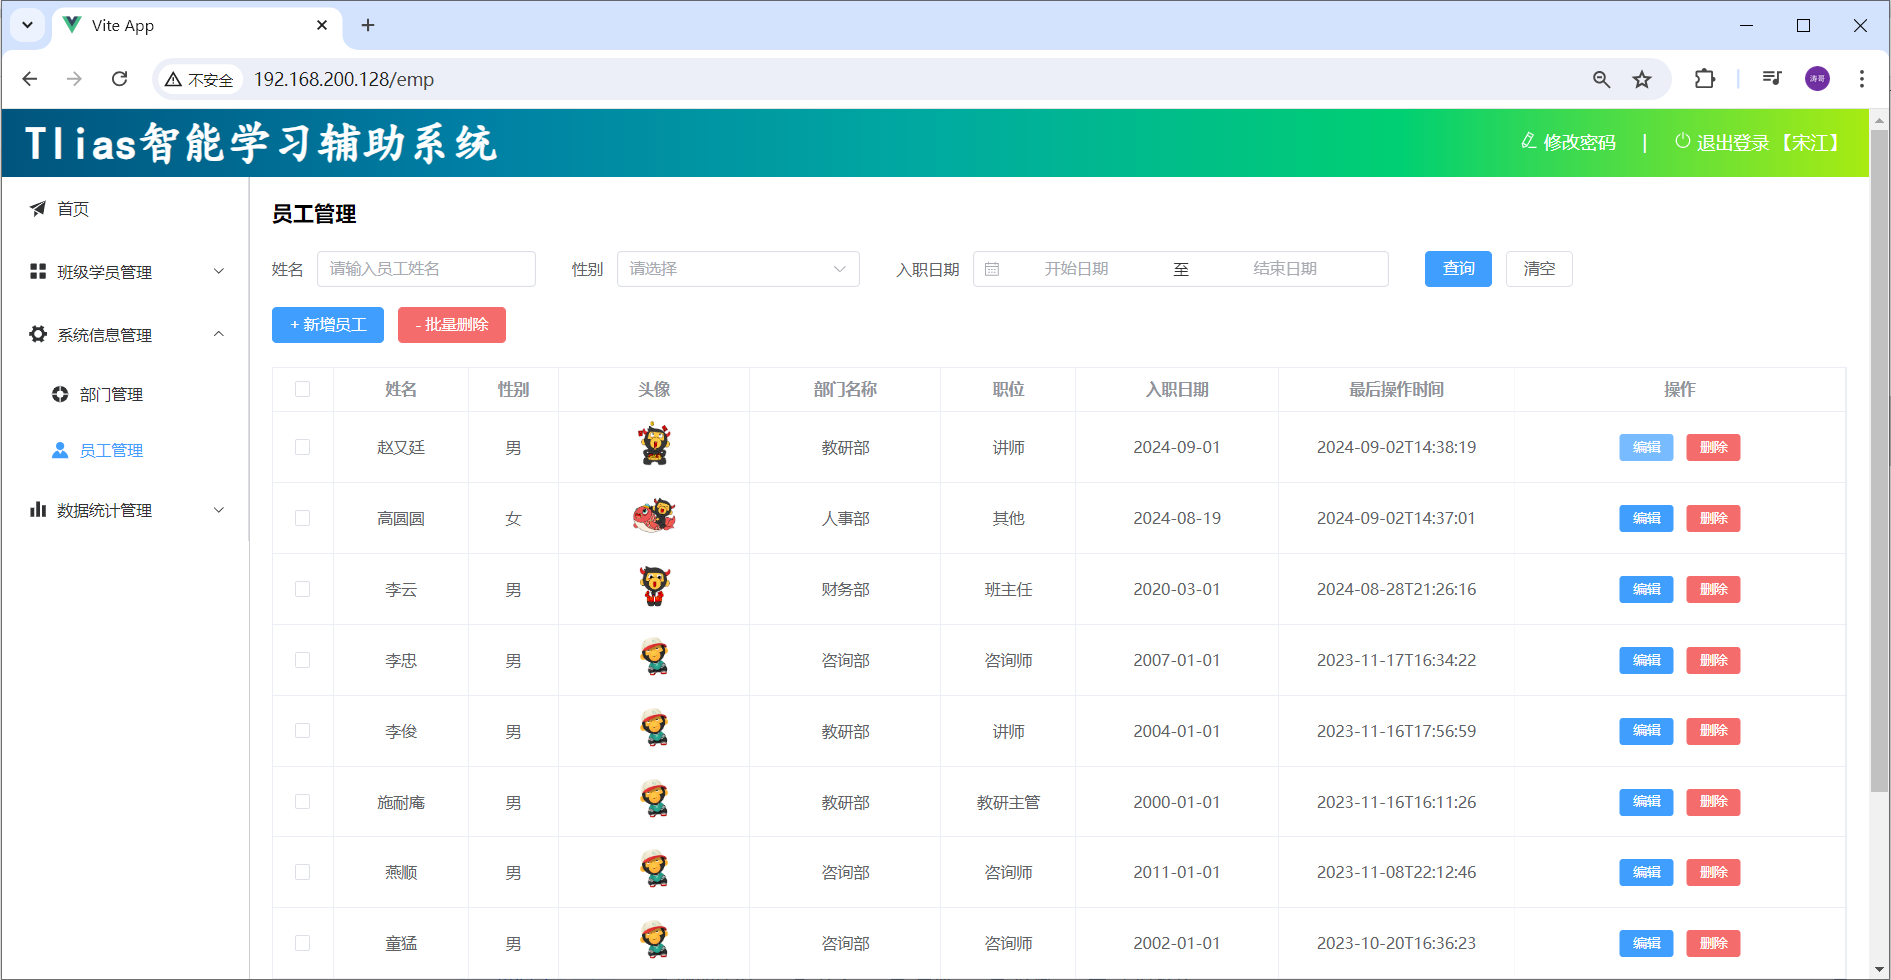 Vite App
不安全 192.168.200.128/emp
涛哥
Tlias智能学习辅助系统
修改密码 | 退出登录 【宋江】
首页
班级学员管理
系统信息管理
部门管理
员工管理
数据统计管理
员工管理
姓名 请输入员工姓名 性别 请选择 入职日期 开始日期 至 结束日期 查询 清空
+ 新增员工 - 批量删除
姓名 性别 头像 部门名称 职位 入职日期 最后操作时间 操作
赵又廷 男 教研部 讲师 2024-09-01 2024-09-02T14:38:19 编辑 删除
高圆圆 女 人事部 其他 2024-08-19 2024-09-02T14:37:01 编辑 删除
李云 男 财务部 班主任 2020-03-01 2024-08-28T21:26:16 编辑 删除
李忠 男 咨询部 咨询师 2007-01-01 2023-11-17T16:34:22 编辑 删除
李俊 男 教研部 讲师 2004-01-01 2023-11-16T17:56:59 编辑 删除
施耐庵 男 教研部 教研主管 2000-01-01 2023-11-16T16:11:26 编辑 删除
燕顺 男 咨询部 咨询师 2011-01-01 2023-11-08T22:12:46 编辑 删除
童猛 男 咨询部 咨询师 2002-01-01 2023-10-20T16:36:23 编辑 删除